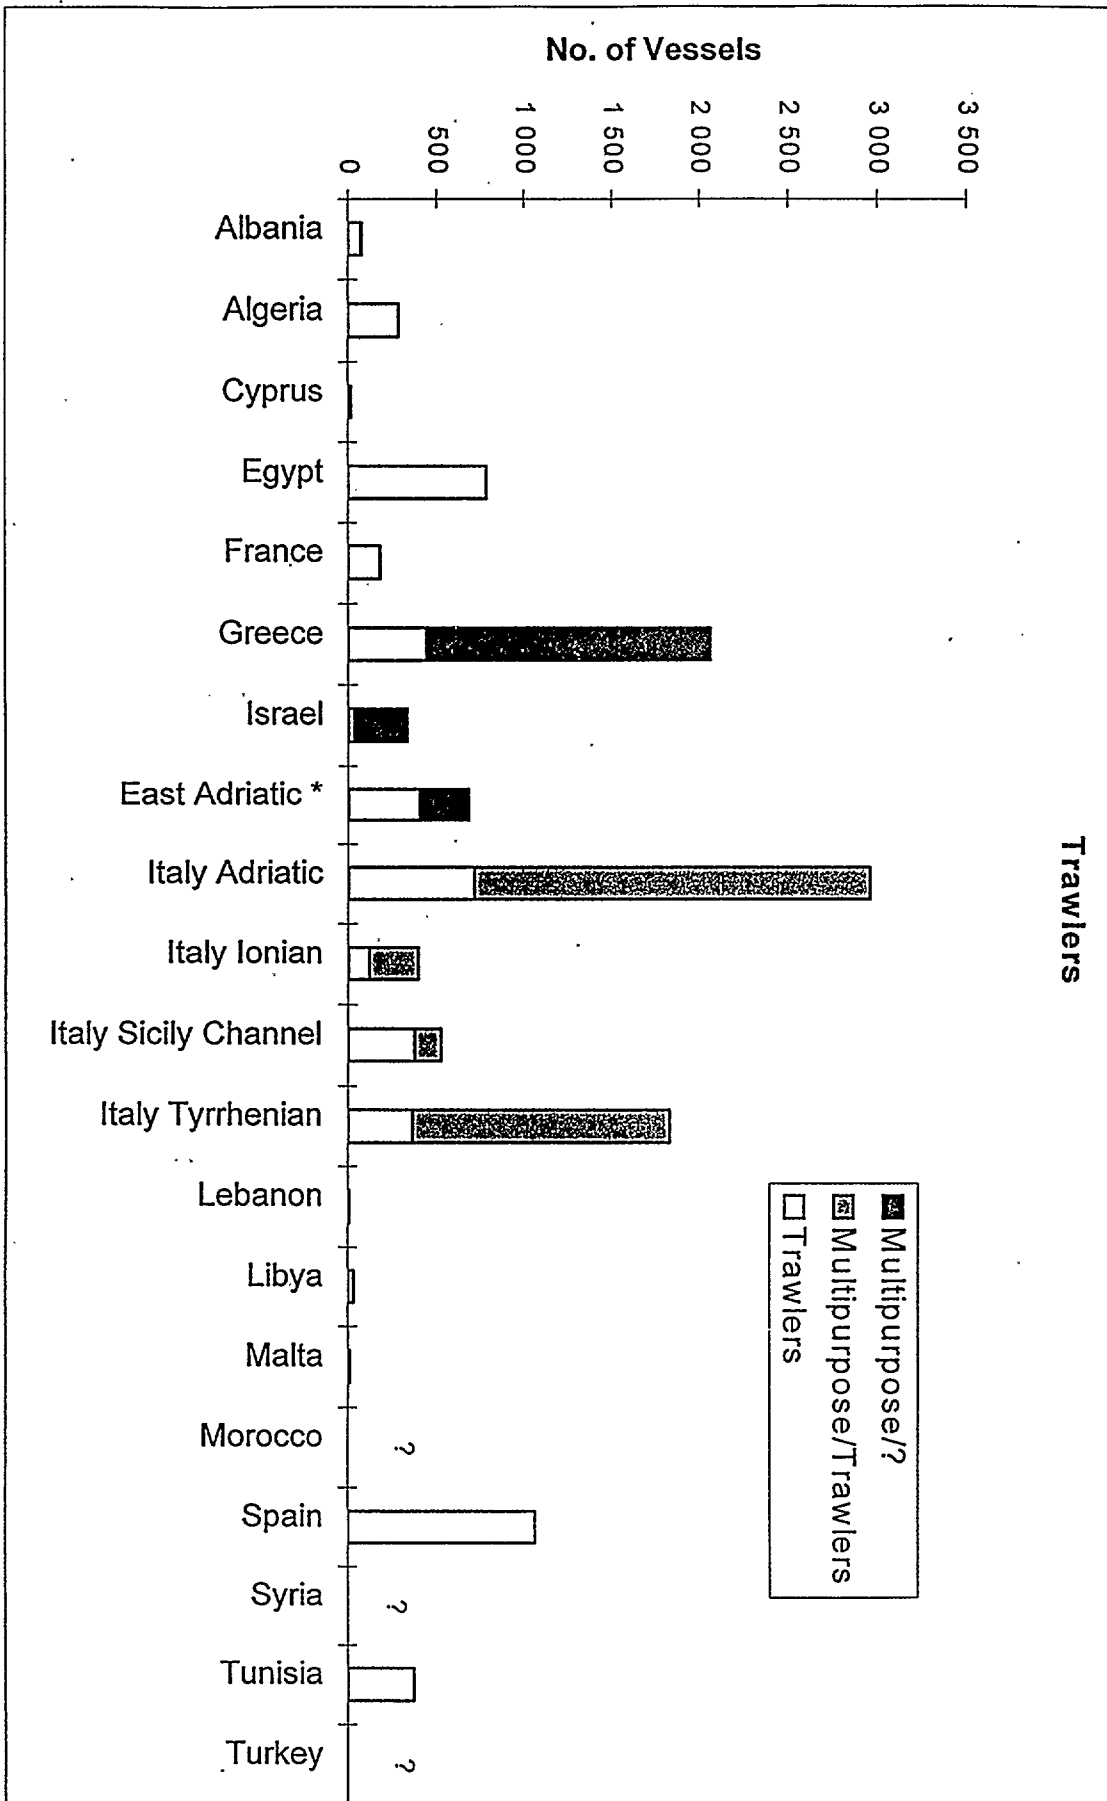 Trawlers
No. of Vessels
3 500
3 000
2 500
2 000
1 500
1 000
500
0
Multipurpose/?
Multipurpose/Trawlers
Trawlers
Albania
Algeria
Cyprus
Egypt
France
Greece
Israel
East Adriatic *
Italy Adriatic
Italy Ionian
Italy Sicily Channel
Italy Tyrrhenian
Lebanon
Libya
Malta
Morocco
?
Spain
Syria
?
Tunisia
Turkey
?